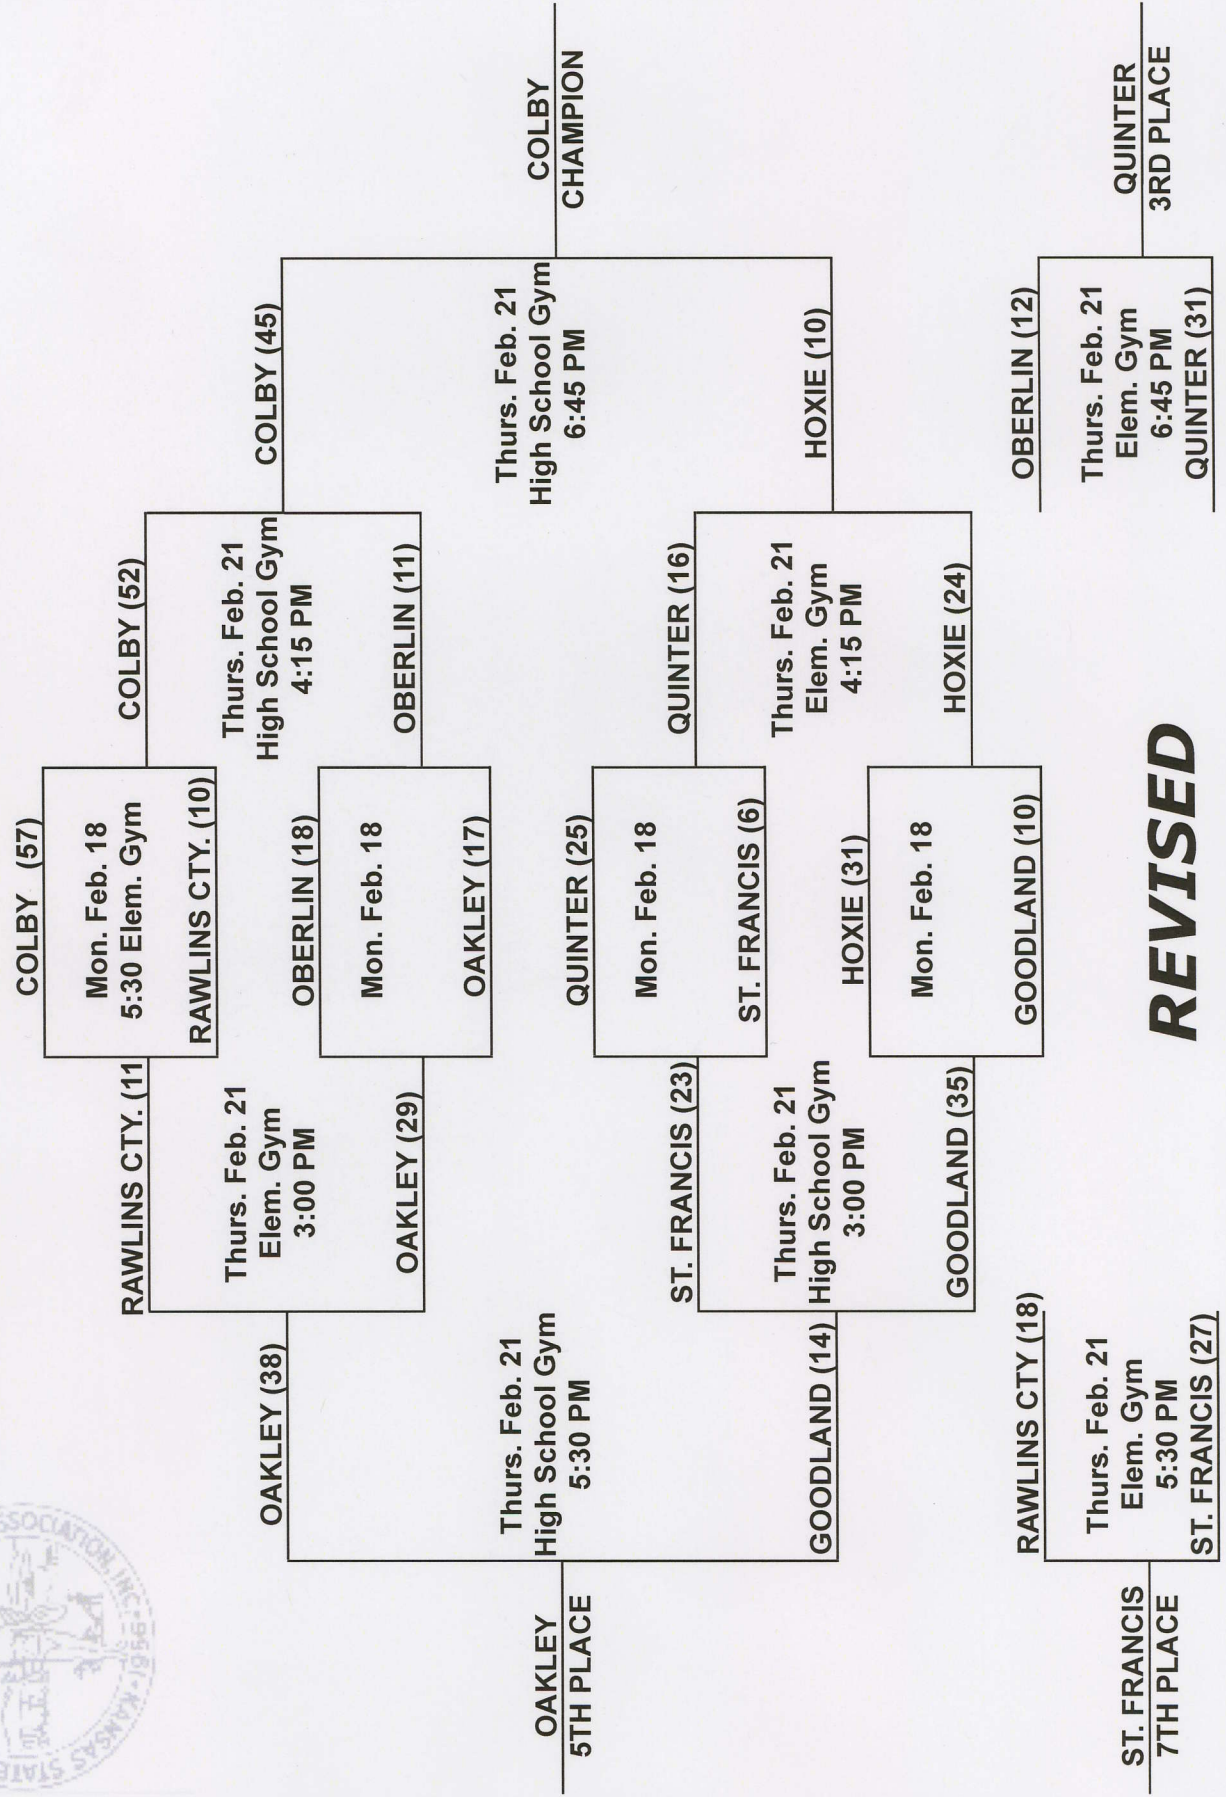 COLBY (57)
Mon. Feb. 18
5:30 Elem. Gym
RAWLINS CTY. (10)
OBERLIN (18)
Mon. Feb. 18
OAKLEY (17)
QUINTER (25)
Mon. Feb. 18
ST. FRANCIS (6)
HOXIE (31)
Mon. Feb. 18
GOODLAND (10)
COLBY (52)
Thurs. Feb. 21
High School Gym
4:15 PM
OBERLIN (11)
QUINTER (16)
Thurs. Feb. 21
Elem. Gym
4:15 PM
HOXIE (24)
COLBY (45)
Thurs. Feb. 21
High School Gym
6:45 PM
HOXIE (10)
COLBY
CHAMPION
OBERLIN (12)
Thurs. Feb. 21
Elem. Gym
6:45 PM
QUINTER (31)
QUINTER
3RD PLACE
RAWLINS CTY. (11
Thurs. Feb. 21
Elem. Gym
3:00 PM
OAKLEY (29)
ST. FRANCIS (23)
Thurs. Feb. 21
High School Gym
3:00 PM
GOODLAND (35)
OAKLEY (38)
Thurs. Feb. 21
High School Gym
5:30 PM
GOODLAND (14)
OAKLEY
5TH PLACE
RAWLINS CTY (18)
Thurs. Feb. 21
Elem. Gym
5:30 PM
ST. FRANCIS (27)
ST. FRANCIS
7TH PLACE
REVISED
ASSOCIATION, INC.
1956
KANSAS STATE